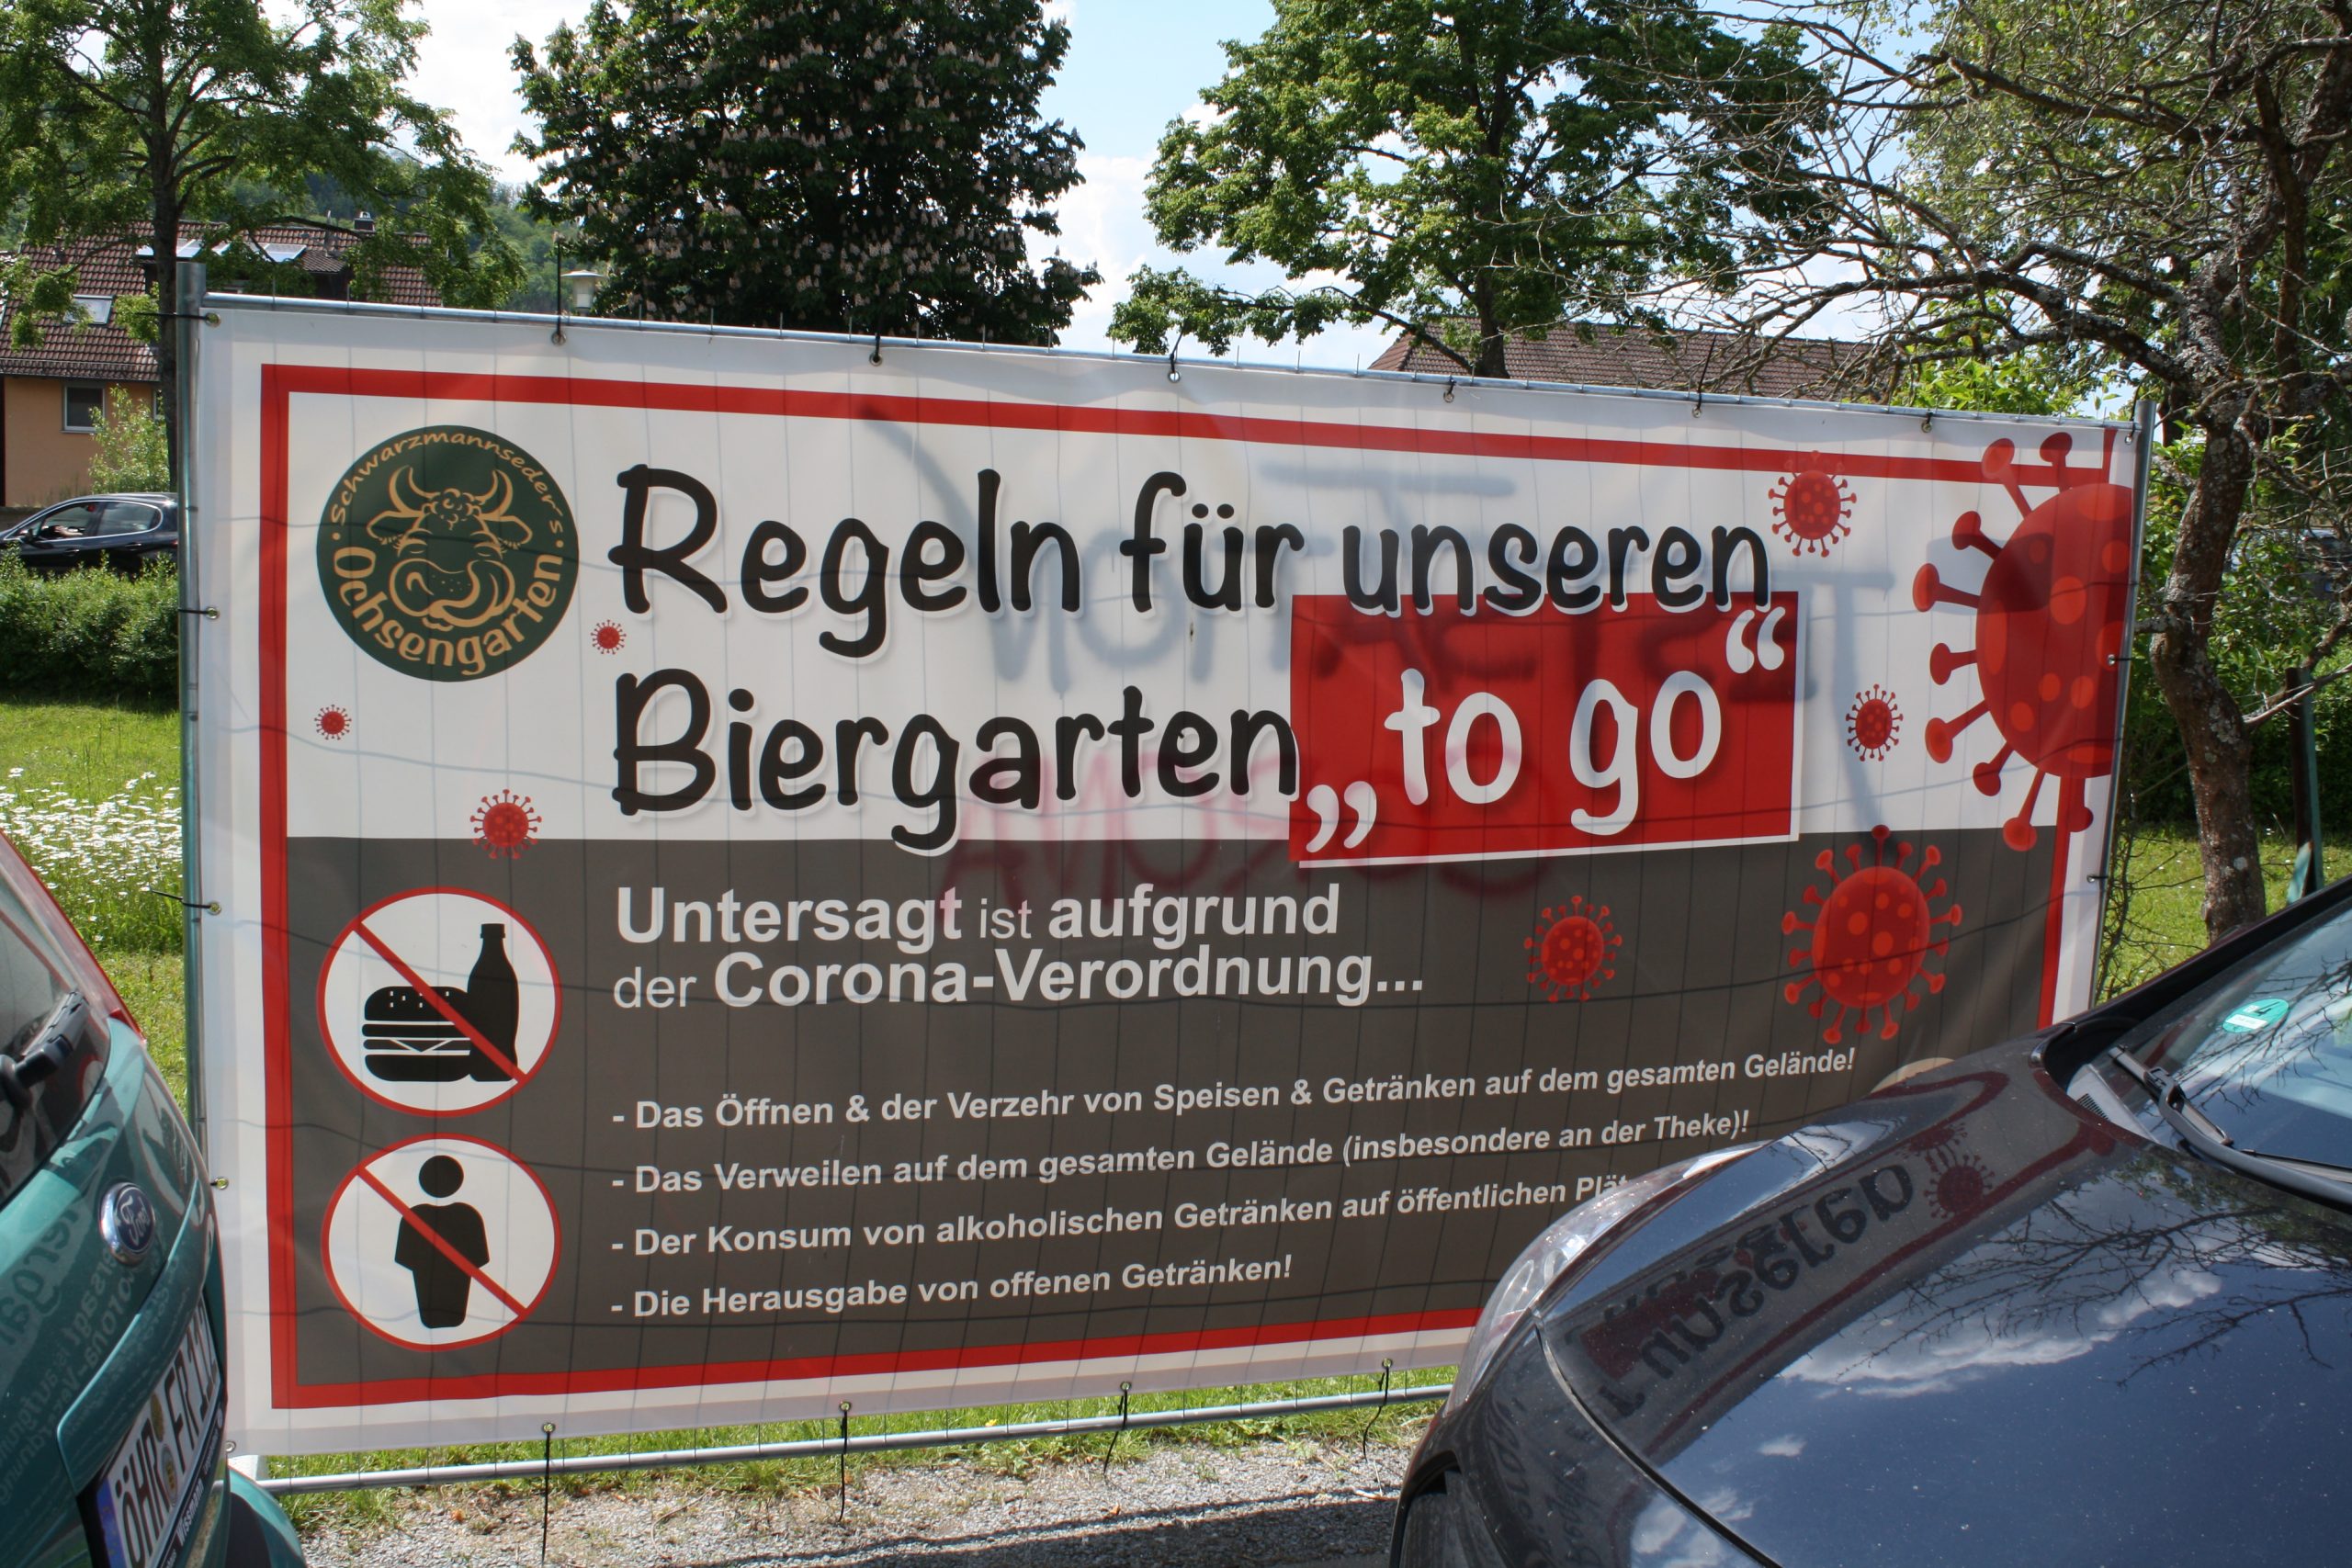 Schwarzmannseder's
Ochsengarten
Regeln für unseren
Biergarten „to go“
Untersagt ist aufgrund
der Corona-Verordnung...
- Das Öffnen & der Verzehr von Speisen & Getränken auf dem gesamten Gelände!
- Das Verweilen auf dem gesamten Gelände (insbesondere an der Theke)!
- Der Konsum von alkoholischen Getränken auf öffentlichen
- Die Herausgabe von offenen Getränken!
Ford
ÖHR